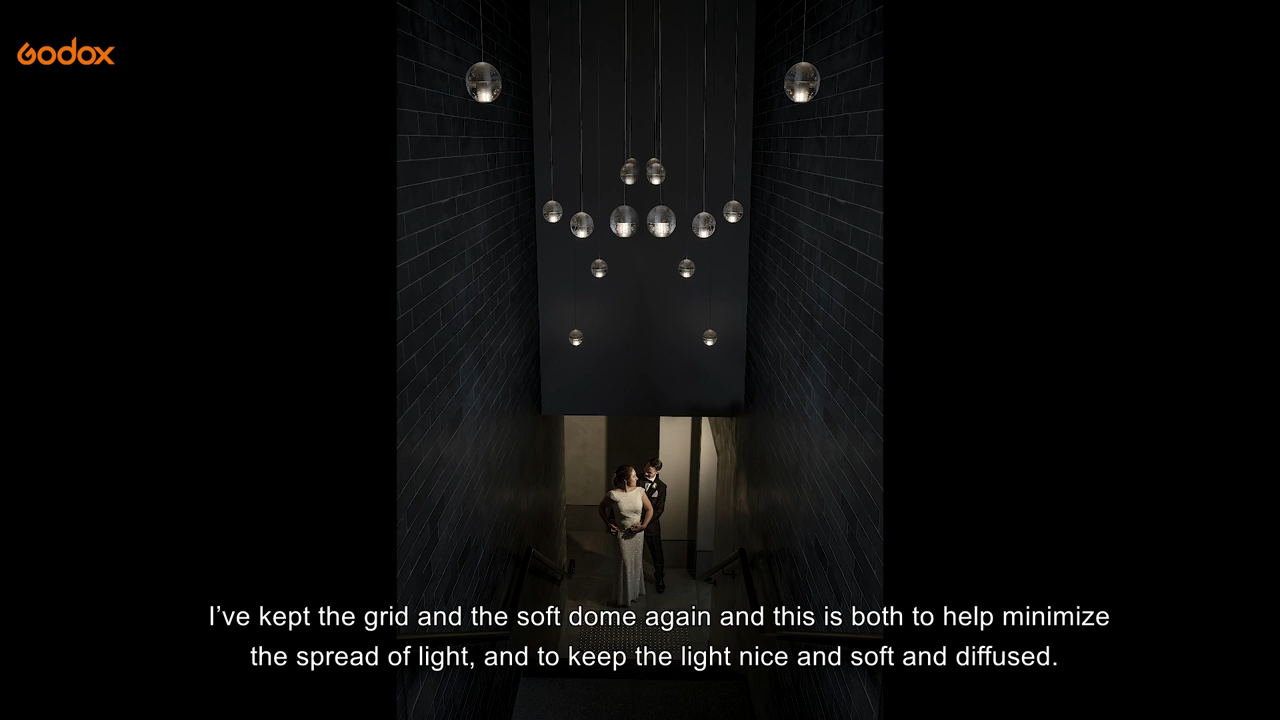 Godox
I’ve kept the grid and the soft dome again and this is both to help minimize
the spread of light, and to keep the light nice and soft and diffused.